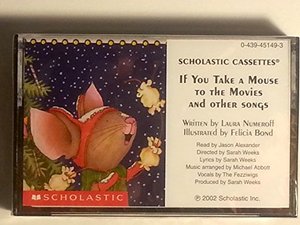 0-439-45149-3
SCHOLASTIC CASSETTES®
If You Take a Mouse
to the Movies
and other songs
Written by Laura Numeroff
Illustrated by Felicia Bond
Read by Jason Alexander
Directed by Sarah Weeks
Lyrics by Sarah Weeks
Music arranged by Michael Abbott
Vocals by The Fezziwigs
Produced by Sarah Weeks
℗ 2002 Scholastic Inc.
SCHOLASTIC